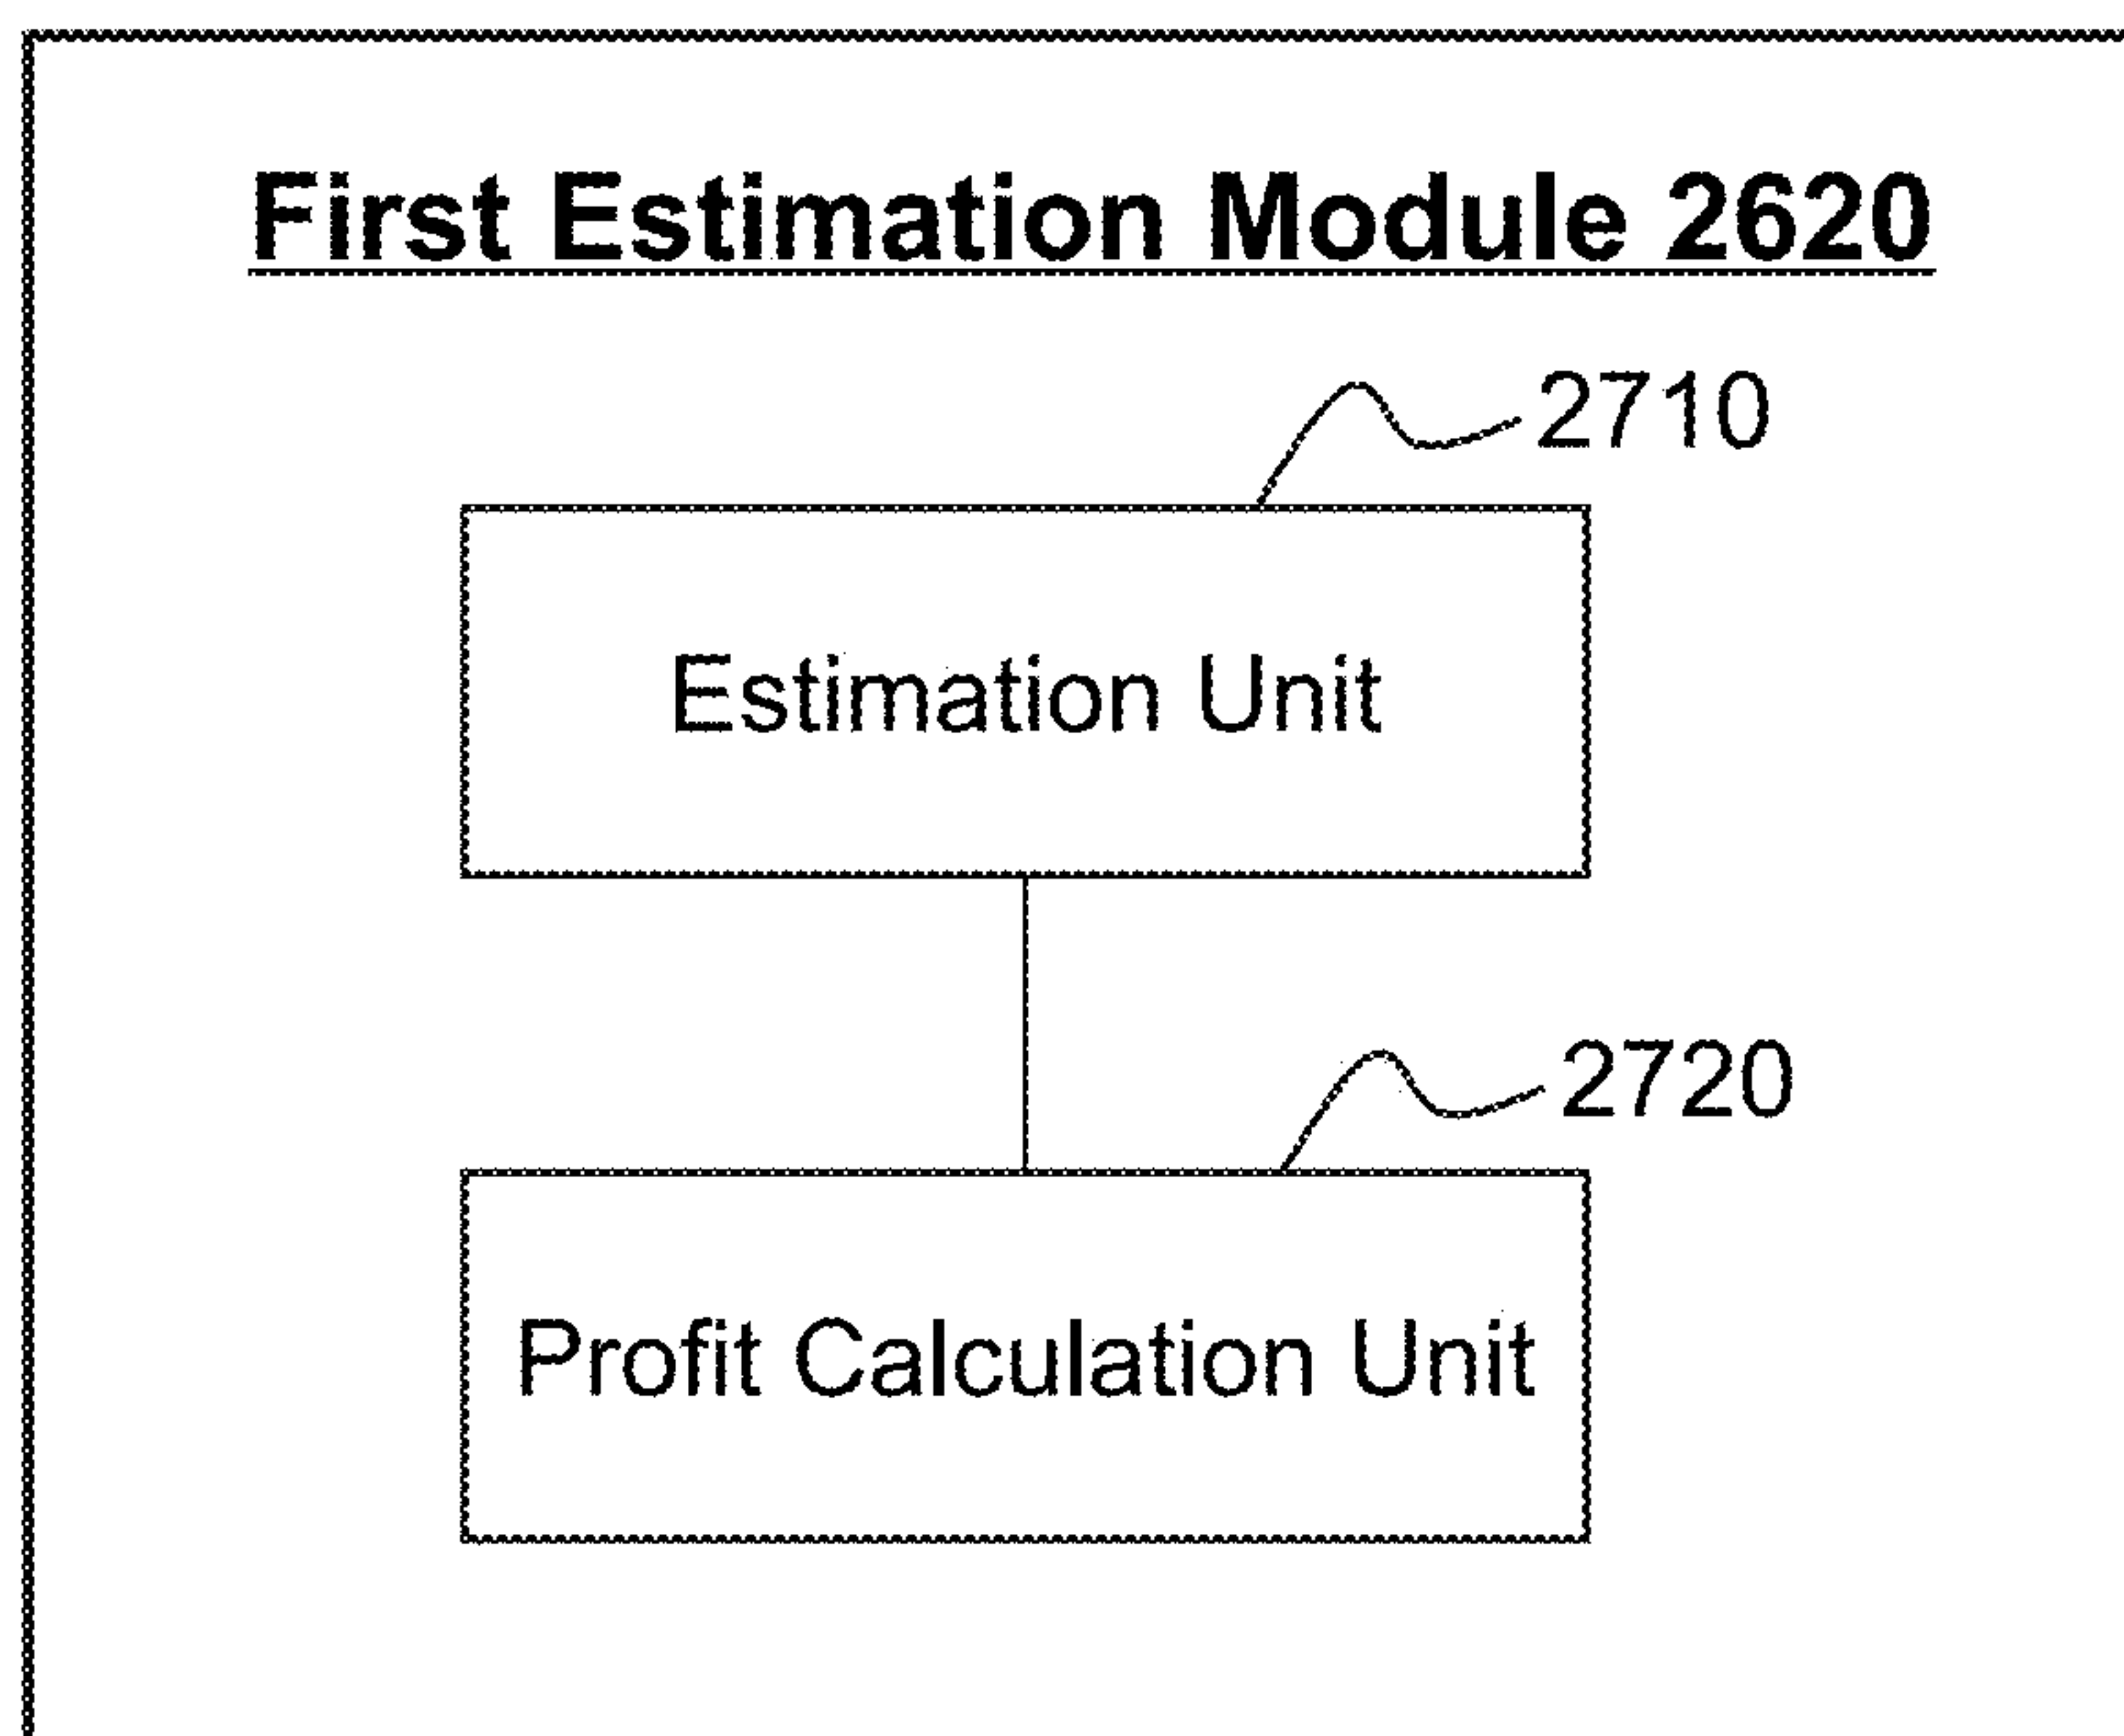 First Estimation Module 2620
2710
Estimation Unit
2720
Profit Calculation Unit